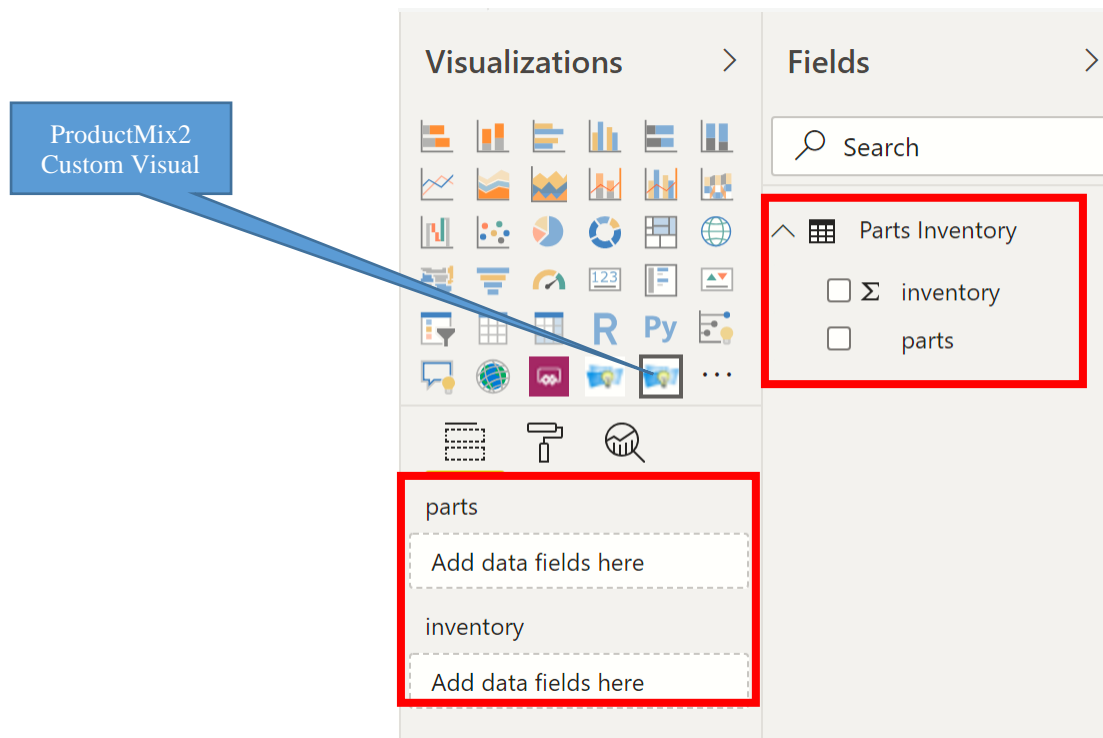 Visualizations
Fields
ProductMix2
Custom Visual
Search
Parts Inventory
Σ inventory
parts
123
R
Py
...
parts
Add data fields here
inventory
Add data fields here